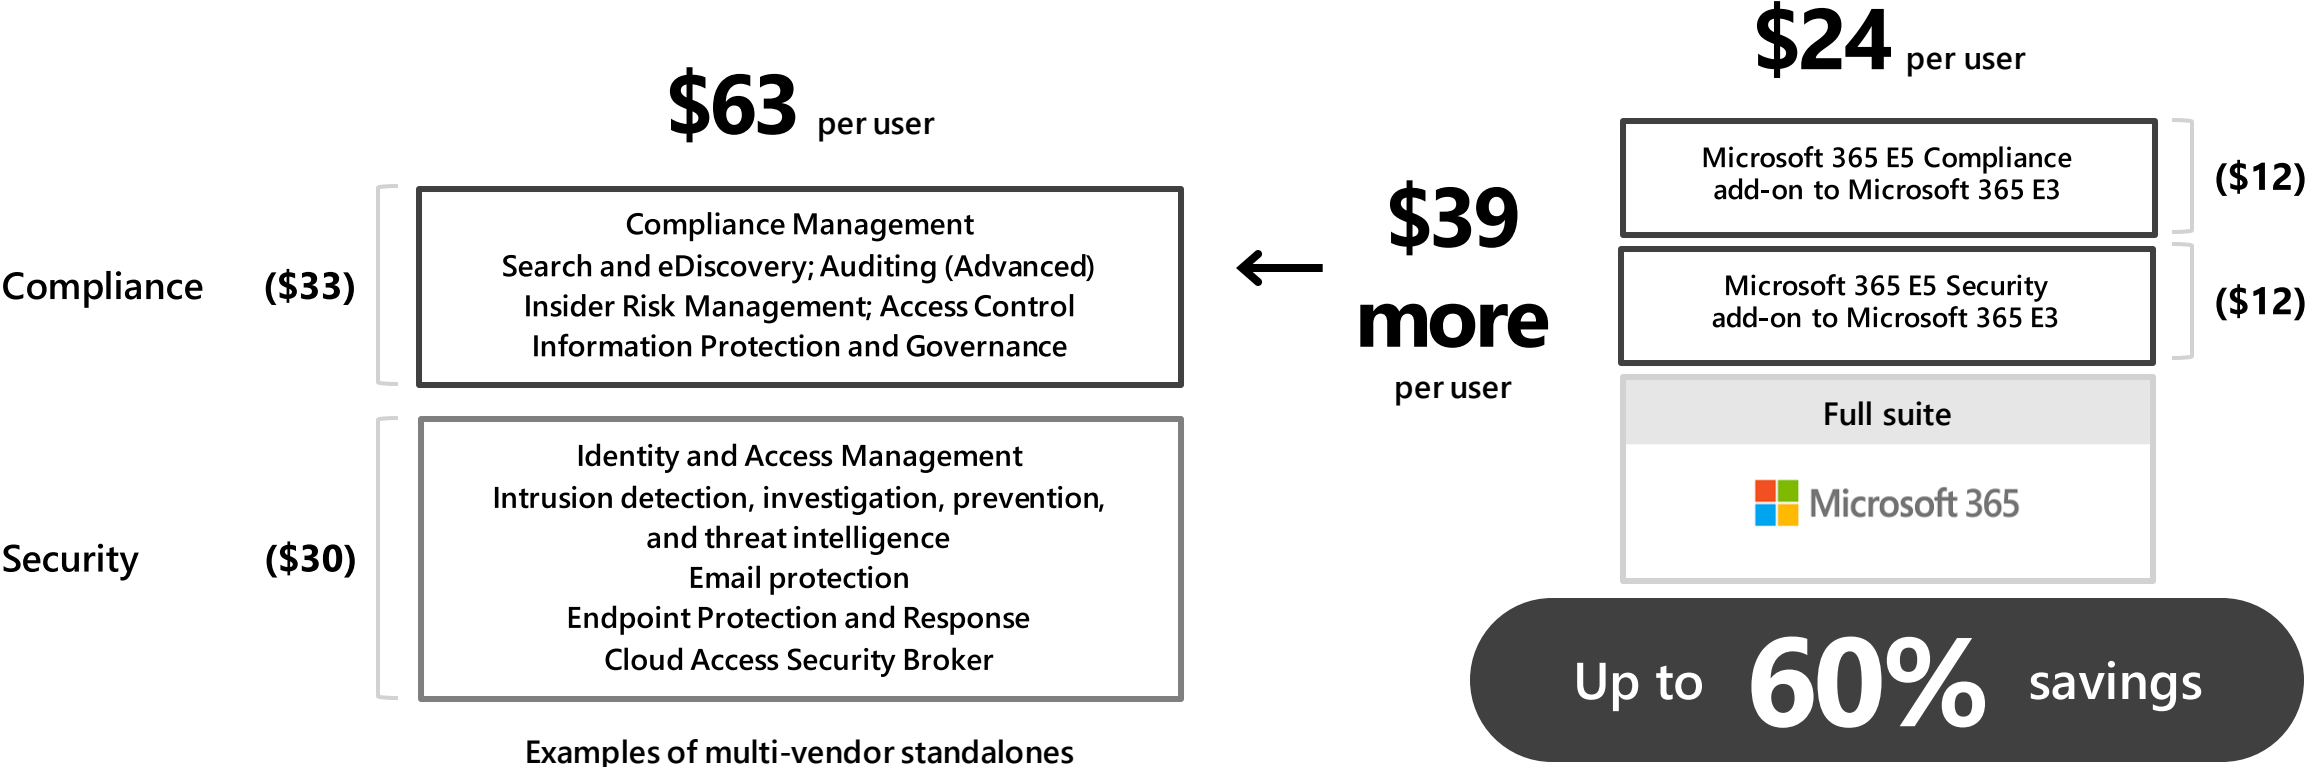 $63 per user
Compliance ($33)
Compliance Management
Search and eDiscovery; Auditing (Advanced)
Insider Risk Management; Access Control
Information Protection and Governance
Security ($30)
Identity and Access Management
Intrusion detection, investigation, prevention,
and threat intelligence
Email protection
Endpoint Protection and Response
Cloud Access Security Broker
Examples of multi-vendor standalones
$39
more
per user
$24 per user
Microsoft 365 E5 Compliance
add-on to Microsoft 365 E3
($12)
Microsoft 365 E5 Security
add-on to Microsoft 365 E3
($12)
Full suite
Microsoft 365
Up to 60% savings